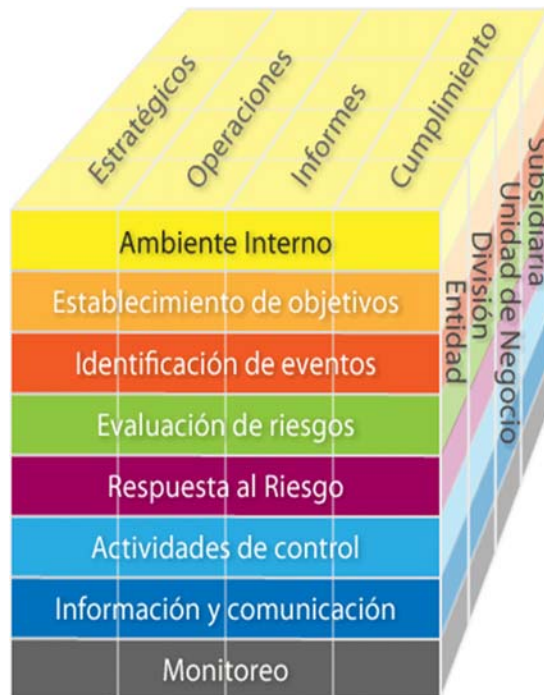 Estratégicos
Operaciones
Informes
Cumplimiento
Ambiente Interno
Establecimiento de objetivos
Identificación de eventos
Evaluación de riesgos
Respuesta al Riesgo
Actividades de control
Información y comunicación
Monitoreo
Entidad
División
Unidad de Negocio
Subsidiaria